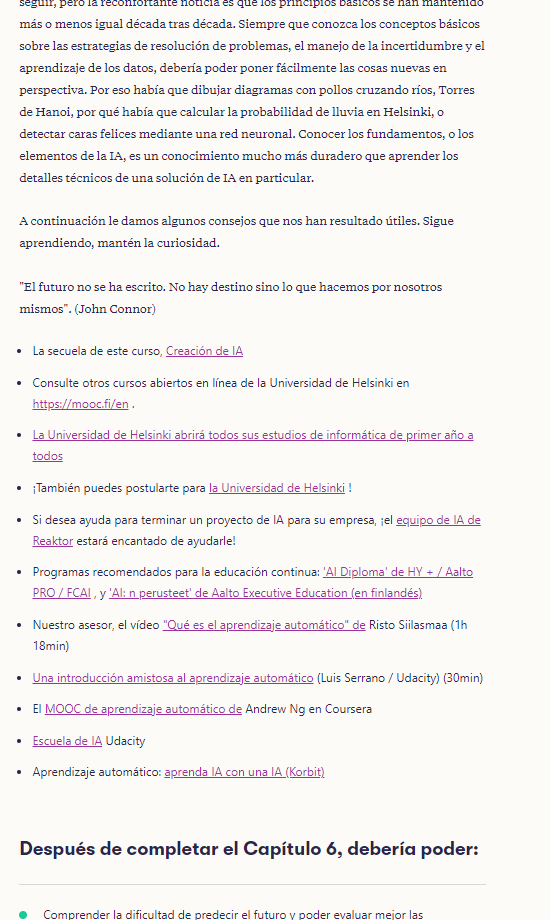 seguir, pero la reconfortante noticia es que los principios básicos se han mantenido
más o menos igual década tras década. Siempre que conozca los conceptos básicos
sobre las estrategias de resolución de problemas, el manejo de la incertidumbre y el
aprendizaje de los datos, debería poder poner fácilmente las cosas nuevas en
perspectiva. Por eso había que dibujar diagramas con pollos cruzando ríos, Torres
de Hanoi, por qué había que calcular la probabilidad de lluvia en Helsinki, o
detectar caras felices mediante una red neuronal. Conocer los fundamentos, o los
elementos de la IA, es un conocimiento mucho más duradero que aprender los
detalles técnicos de una solución de IA en particular.
A continuación le damos algunos consejos que nos han resultado útiles. Sigue
aprendiendo, mantén la curiosidad.
"El futuro no se ha escrito. No hay destino sino lo que hacemos por nosotros
mismos". (John Connor)
• La secuela de este curso, Creación de IA
• Consulte otros cursos abiertos en línea de la Universidad de Helsinki en
https://mooc.fi/en .
• La Universidad de Helsinki abrirá todos sus estudios de informática de primer año a
todos
• ¡También puedes postularte para la Universidad de Helsinki !
• Si desea ayuda para terminar un proyecto de IA para su empresa, ¡el equipo de IA de
Reaktor estará encantado de ayudarle!
• Programas recomendados para la educación continua: 'AI Diploma' de HY + / Aalto
PRO / FCAI , y 'AI: n perusteet' de Aalto Executive Education (en finlandés)
• Nuestro asesor, el vídeo "Qué es el aprendizaje automático" de Risto Siilasmaa (1h
18min)
• Una introducción amistosa al aprendizaje automático (Luis Serrano / Udacity) (30min)
• El MOOC de aprendizaje automático de Andrew Ng en Coursera
• Escuela de IA Udacity
• Aprendizaje automático: aprenda IA con una IA (Korbit)
Después de completar el Capítulo 6, debería poder:
• Comprender la dificultad de predecir el futuro y poder evaluar mejor las